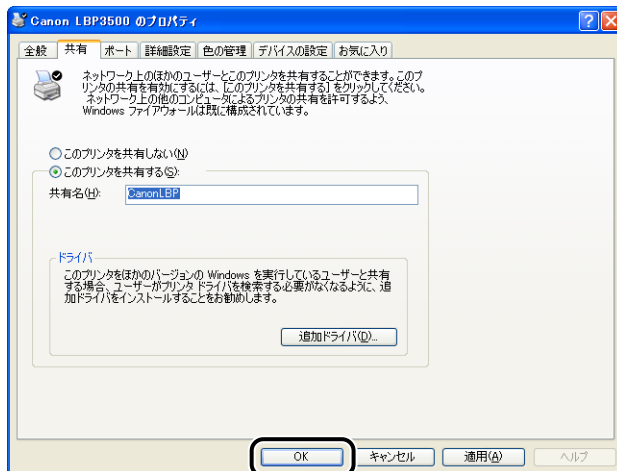 Canon LBP3500 のプロパティ
全般 共有 ポート 詳細設定 色の管理 デバイスの設定 お気に入り
ネットワーク上のほかのユーザーとこのプリンタを共有することができます。このプ
リンタの共有を有効にするには、[このプリンタを共有する] をクリックしてください。
ネットワーク上の他のコンピュータによるプリンタの共有を許可するよう、
Windows ファイアウォールは既に構成されています。
このプリンタを共有しない(N)
このプリンタを共有する(S):
共有名(H): CanonLBP
ドライバ
このプリンタをほかのバージョンの Windows を実行しているユーザーと共有
する場合、ユーザーがプリンタ ドライバを検索する必要がなくなるように、追
加ドライバをインストールすることをお勧めします。
追加ドライバ(D)...
OK キャンセル 適用(A) ヘルプ